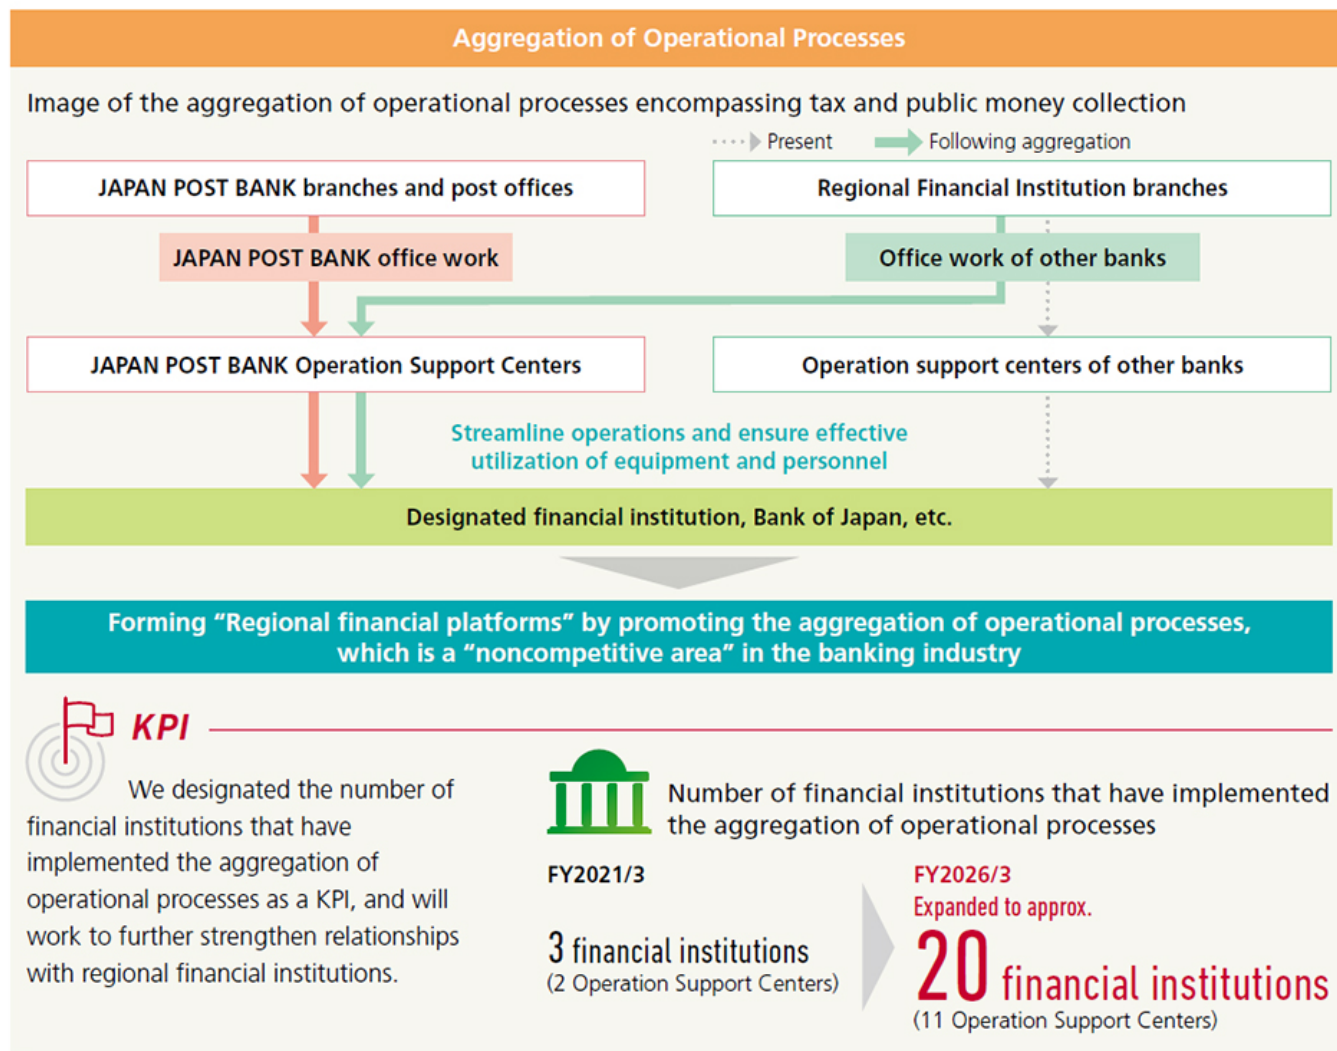 Aggregation of Operational Processes
Image of the aggregation of operational processes encompassing tax and public money collection
Present
Following aggregation
JAPAN POST BANK branches and post offices
Regional Financial Institution branches
JAPAN POST BANK office work
Office work of other banks
JAPAN POST BANK Operation Support Centers
Operation support centers of other banks
Streamline operations and ensure effective
utilization of equipment and personnel
Designated financial institution, Bank of Japan, etc.
Forming “Regional financial platforms” by promoting the aggregation of operational processes,
which is a “noncompetitive area” in the banking industry
KPI
We designated the number of
financial institutions that have
implemented the aggregation of
operational processes as a KPI, and will
work to further strengthen relationships
with regional financial institutions.
Number of financial institutions that have implemented
the aggregation of operational processes
FY2021/3
3 financial institutions
(2 Operation Support Centers)
FY2026/3
Expanded to approx.
20 financial institutions
(11 Operation Support Centers)